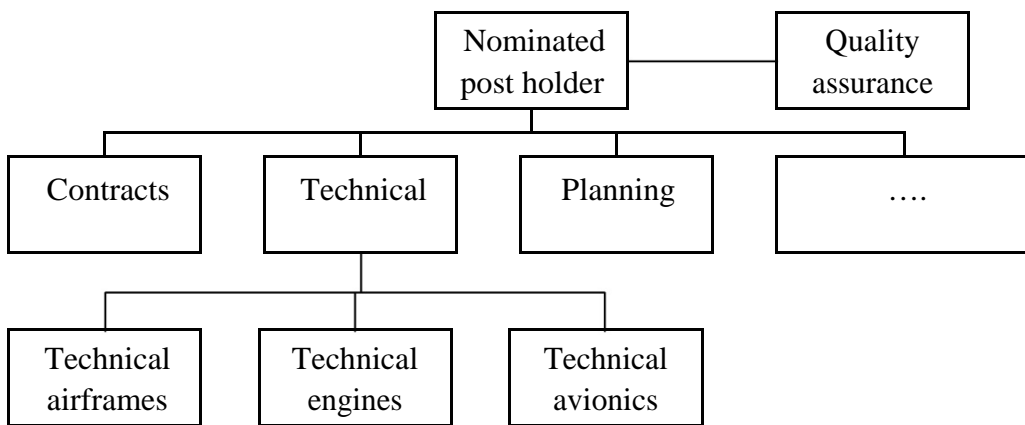 Nominated
post holder
Quality
assurance
Contracts
Technical
Planning
….
Technical
airframes
Technical
engines
Technical
avionics